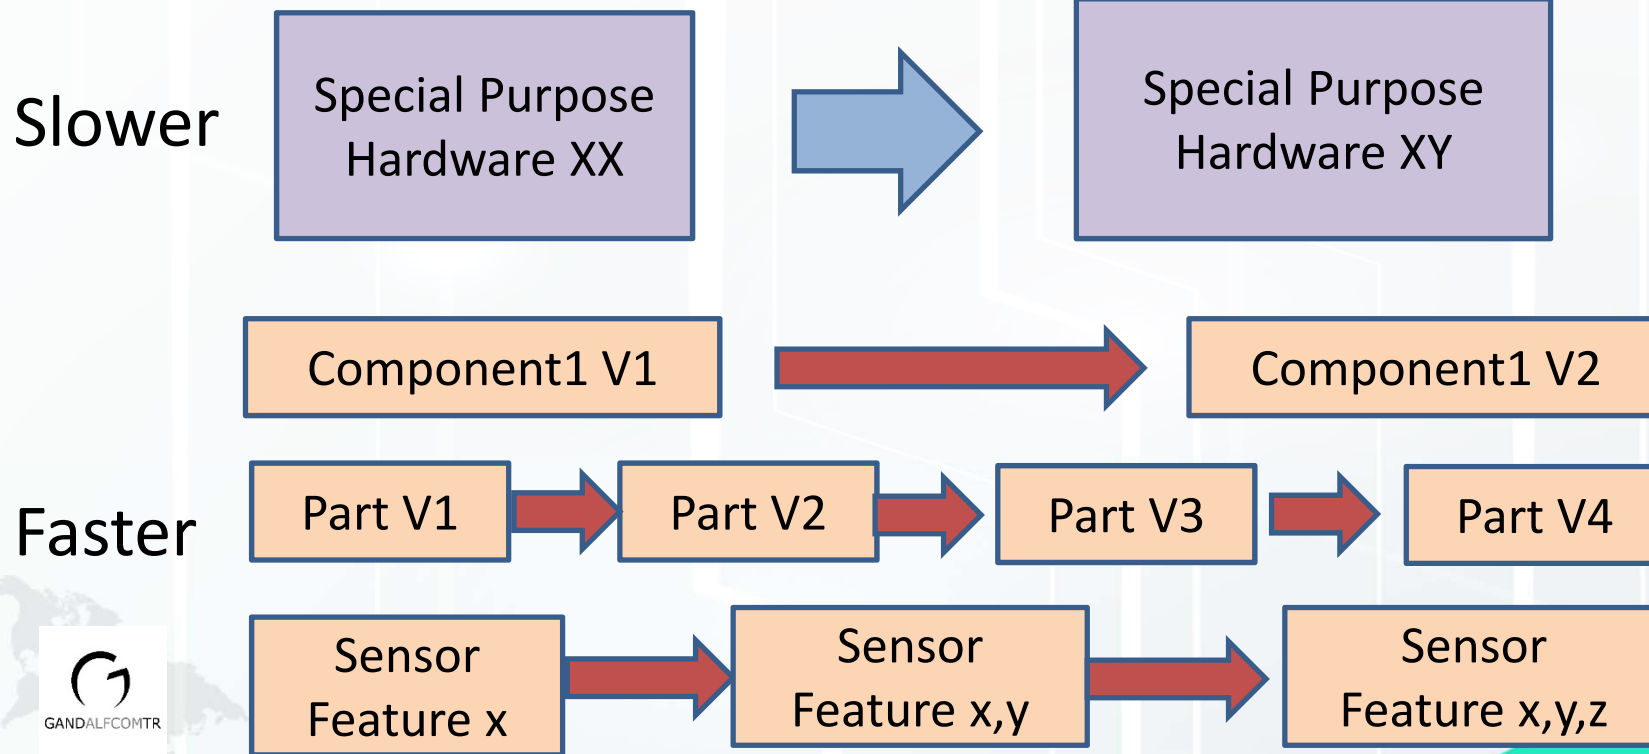 Slower
Special Purpose
Hardware XX
Special Purpose
Hardware XY
Component1 V1
Component1 V2
Faster
Part V1
Part V2
Part V3
Part V4
Sensor
Feature x
Sensor
Feature x,y
Sensor
Feature x,y,z
GANDALFCOMTR